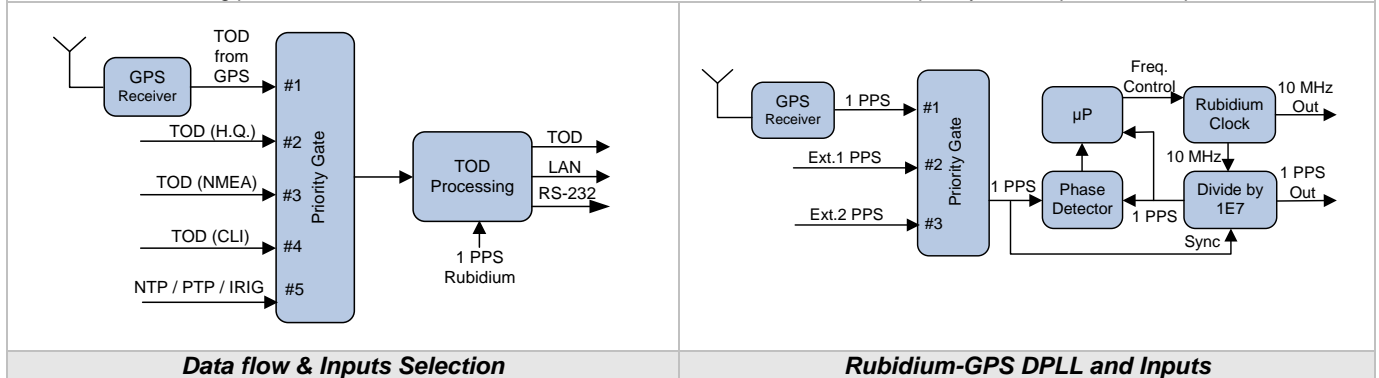 TOD
from
GPS
GPS
Receiver
#1
TOD (H.Q.)
#2
TOD (NMEA)
#3
TOD (CLI)
#4
NTP / PTP / IRIG
#5
Priority Gate
TOD
Processing
TOD
LAN
RS-232
1 PPS
Rubidium
Data flow & Inputs Selection
GPS
Receiver
1 PPS
#1
Ext.1 PPS
#2
Ext.2 PPS
#3
Priority Gate
1 PPS
Phase
Detector
µP
Freq.
Control
Rubidium
Clock
10 MHz
Out
10 MHz
Divide by
1E7
1 PPS
Out
1 PPS
Sync
Rubidium-GPS DPLL and Inputs